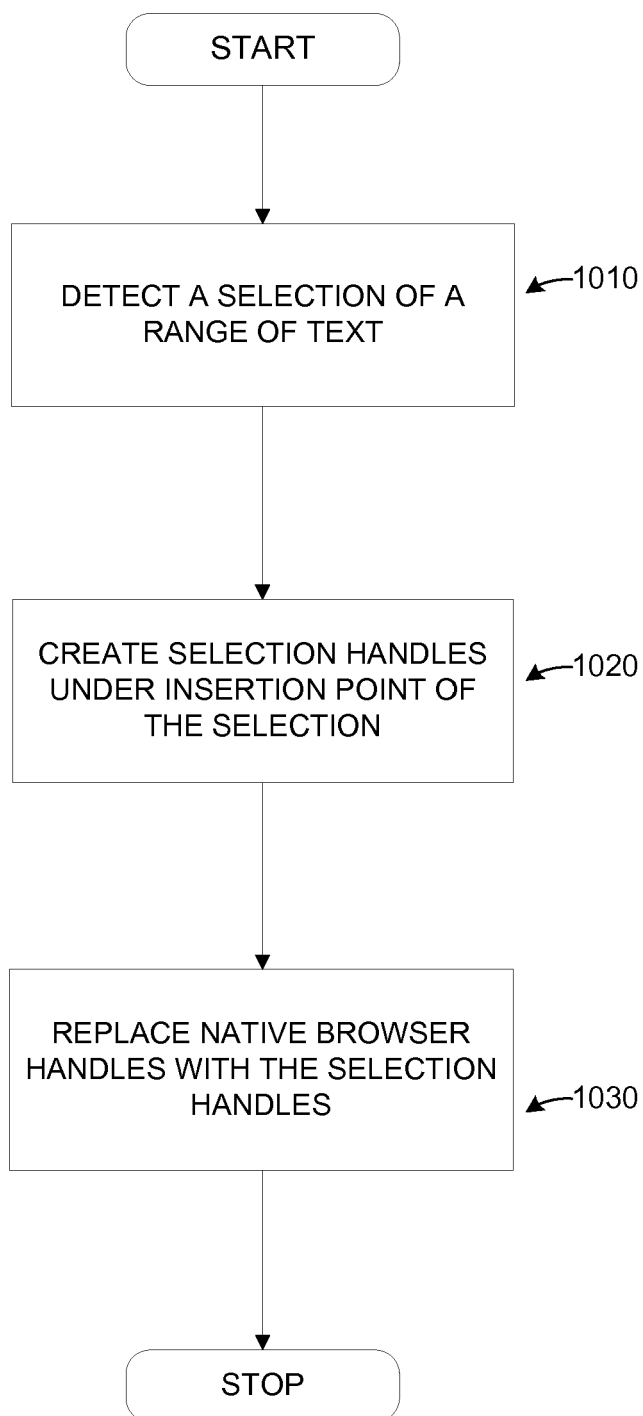 START
DETECT A SELECTION OF A
RANGE OF TEXT
1010
CREATE SELECTION HANDLES
UNDER INSERTION POINT OF
THE SELECTION
1020
REPLACE NATIVE BROWSER
HANDLES WITH THE SELECTION
HANDLES
1030
STOP